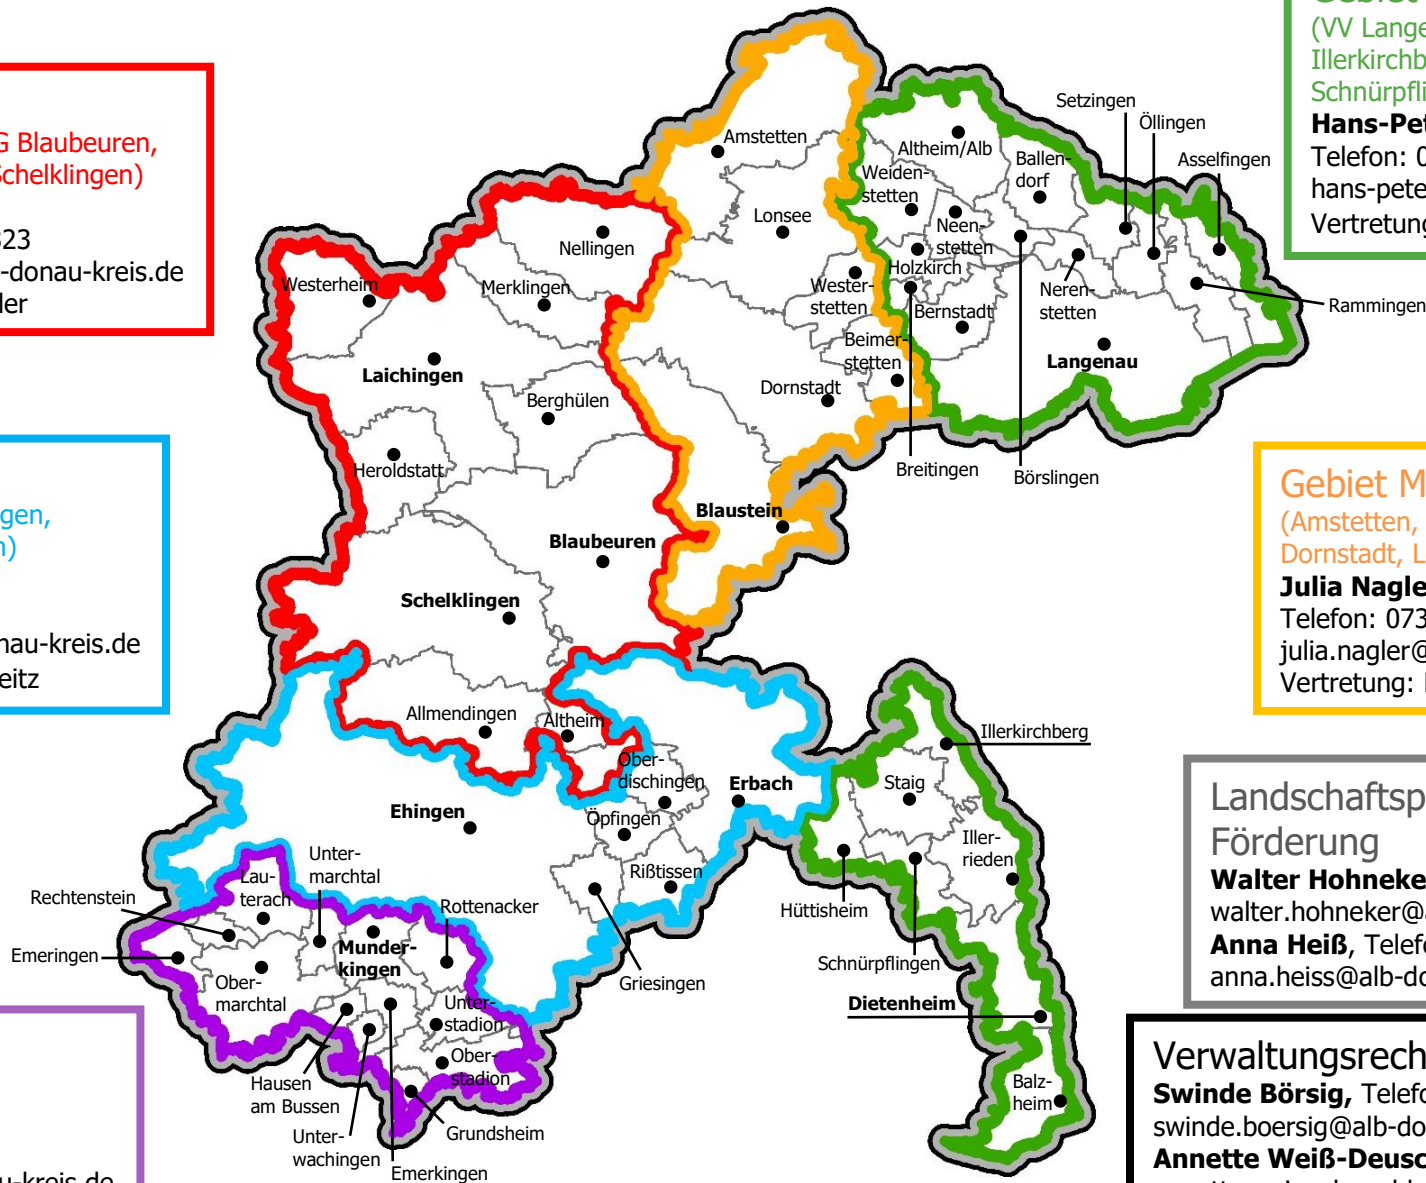 (VV Lange
Illerkirchb
Schnürpfli
Hans-Pet
Telefon: 0
hans-pete
Vertretung
G Blaubeuren,
Schelklingen)
323
-donau-kreis.de
ler
gen,
n)
nau-kreis.de
eitz
Gebiet M
(Amstetten,
Dornstadt, L
Julia Nagle
Telefon: 073
julia.nagler@
Vertretung:
Landschaftsp
Förderung
Walter Hohneke
walter.hohneker@a
Anna Heiß, Telefo
anna.heiss@alb-do
Verwaltungsrech
Swinde Börsig, Telefo
swinde.boersig@alb-do
Annette Weiß-Deusc
u-kreis.de
Amstetten
Lonsee
Nellingen
Westerheim
Merklingen
Wester-
stetten
Beimer-
stetten
Laichingen
Berghülen
Dornstadt
Heroldstatt
Blaustein
Blaubeuren
Schelklingen
Setzingen
Öllingen
Asselfingen
Altheim/Alb
Ballen-
dorf
Weiden-
stetten
Neen-
stetten
Holzkirch
Bernstadt
Neren-
stetten
Rammingen
Langenau
Breitingen
Börslingen
Allmendingen
Altheim
Ober-
dischingen
Erbach
Ehingen
Öpfingen
Rißtissen
Griesingen
Illerkirchberg
Staig
Iller-
rieden
Hüttisheim
Schnürpflingen
Dietenheim
Balz-
heim
Unter-
marchtal
Lau-
terach
Rechtenstein
Rottenacker
Emeringen
Munder-
kingen
Ober-
marchtal
Unter-
stadion
Ober-
stadion
Hausen
am Bussen
Unter-
wachingen
Grundsheim
Emerkingen